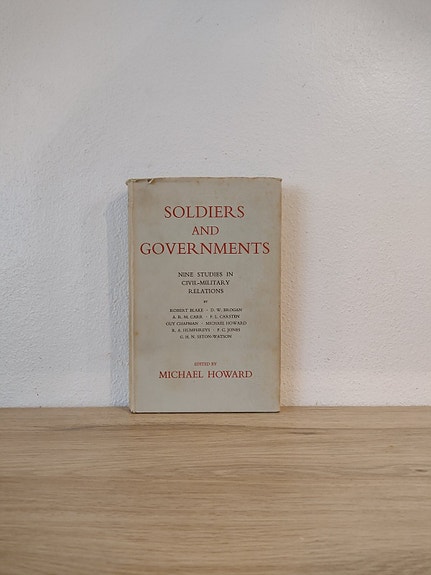 SOLDIERS
AND
GOVERNMENTS
NINE STUDIES IN
CIVIL-MILITARY
RELATIONS
BY
ROBERT BLAKE · D. W. BROGAN
A. R. M. CARR · F. L. CARSTEN
GUY CHAPMAN · MICHAEL HOWARD
R. A. HUMPHREYS · F. C. JONES
G. H. N. SETON-WATSON
EDITED BY
MICHAEL HOWARD